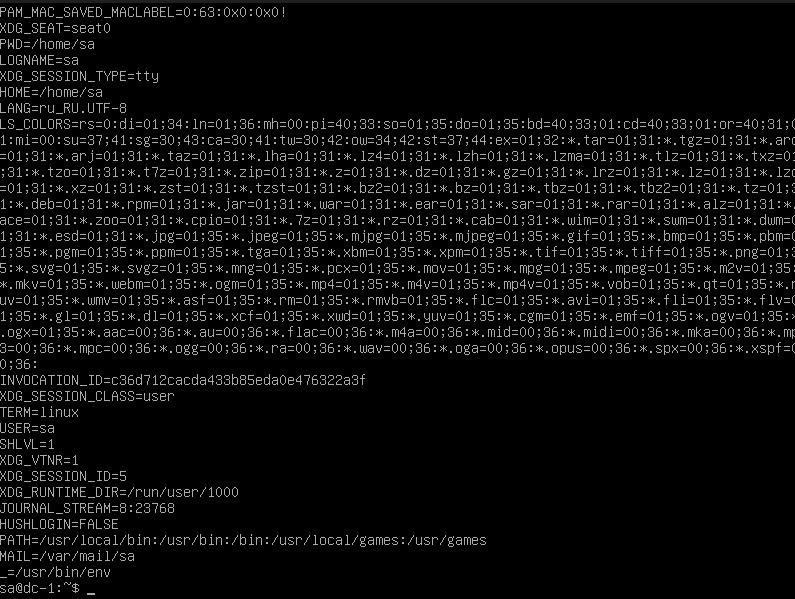 PAM_MAC_SAVED_MACLABEL=0:63:0x0:0x0!
XDG_SEAT=seat0
PWD=/home/sa
LOGNAME=sa
XDG_SESSION_TYPE=tty
HOME=/home/sa
LANG=ru_RU.UTF-8
LS_COLORS=rs=0:di=01;34:ln=01;36:mh=00:pi=40;33:so=01;35:do=01;35:bd=40;33;01:cd=40;33;01:or=40;31;0
1:mi=00:su=37;41:sg=30;43:ca=30;41:tw=30;42:ow=34;42:st=37;44:ex=01;32:*.tar=01;31:*.tgz=01;31:*.arc
=01;31:*.arj=01;31:*.taz=01;31:*.lha=01;31:*.lz4=01;31:*.lzh=01;31:*.lzma=01;31:*.tlz=01;31:*.txz=01
;31:*.tzo=01;31:*.t7z=01;31:*.zip=01;31:*.z=01;31:*.dz=01;31:*.gz=01;31:*.lrz=01;31:*.lz=01;31:*.lzo
=01;31:*.xz=01;31:*.zst=01;31:*.tzst=01;31:*.bz2=01;31:*.bz=01;31:*.tbz=01;31:*.tbz2=01;31:*.tz=01;3
1:*.deb=01;31:*.rpm=01;31:*.jar=01;31:*.war=01;31:*.ear=01;31:*.sar=01;31:*.rar=01;31:*.alz=01;31:*.
ace=01;31:*.zoo=01;31:*.cpio=01;31:*.7z=01;31:*.rz=01;31:*.cab=01;31:*.wim=01;31:*.swm=01;31:*.dwm=0
1;31:*.esd=01;31:*.jpg=01;35:*.jpeg=01;35:*.mjpg=01;35:*.mjpeg=01;35:*.gif=01;35:*.bmp=01;35:*.pbm=0
1;35:*.pgm=01;35:*.ppm=01;35:*.tga=01;35:*.xbm=01;35:*.xpm=01;35:*.tif=01;35:*.tiff=01;35:*.png=01;3
5:*.svg=01;35:*.svgz=01;35:*.mng=01;35:*.pcx=01;35:*.mov=01;35:*.mpg=01;35:*.mpeg=01;35:*.m2v=01;35:
*.mkv=01;35:*.webm=01;35:*.ogm=01;35:*.mp4=01;35:*.m4v=01;35:*.mp4v=01;35:*.vob=01;35:*.qt=01;35:*.n
uv=01;35:*.wmv=01;35:*.asf=01;35:*.rm=01;35:*.rmvb=01;35:*.flc=01;35:*.avi=01;35:*.fli=01;35:*.flv=0
1;35:*.gl=01;35:*.dl=01;35:*.xcf=01;35:*.xwd=01;35:*.yuv=01;35:*.cgm=01;35:*.emf=01;35:*.ogv=01;35:*
.ogx=01;35:*.aac=00;36:*.au=00;36:*.flac=00;36:*.m4a=00;36:*.mid=00;36:*.midi=00;36:*.mka=00;36:*.mp
3=00;36:*.mpc=00;36:*.ogg=00;36:*.ra=00;36:*.wav=00;36:*.oga=00;36:*.opus=00;36:*.spx=00;36:*.xspf=0
0;36:
INVOCATION_ID=c36d712cacda433b85eda0e476322a3f
XDG_SESSION_CLASS=user
TERM=linux
USER=sa
SHLVL=1
XDG_VTNR=1
XDG_SESSION_ID=5
XDG_RUNTIME_DIR=/run/user/1000
JOURNAL_STREAM=8:23768
HUSHLOGIN=FALSE
PATH=/usr/local/bin:/usr/bin:/bin:/usr/local/games:/usr/games
MAIL=/var/mail/sa
_=/usr/bin/env
sa@dc-1:~$ _